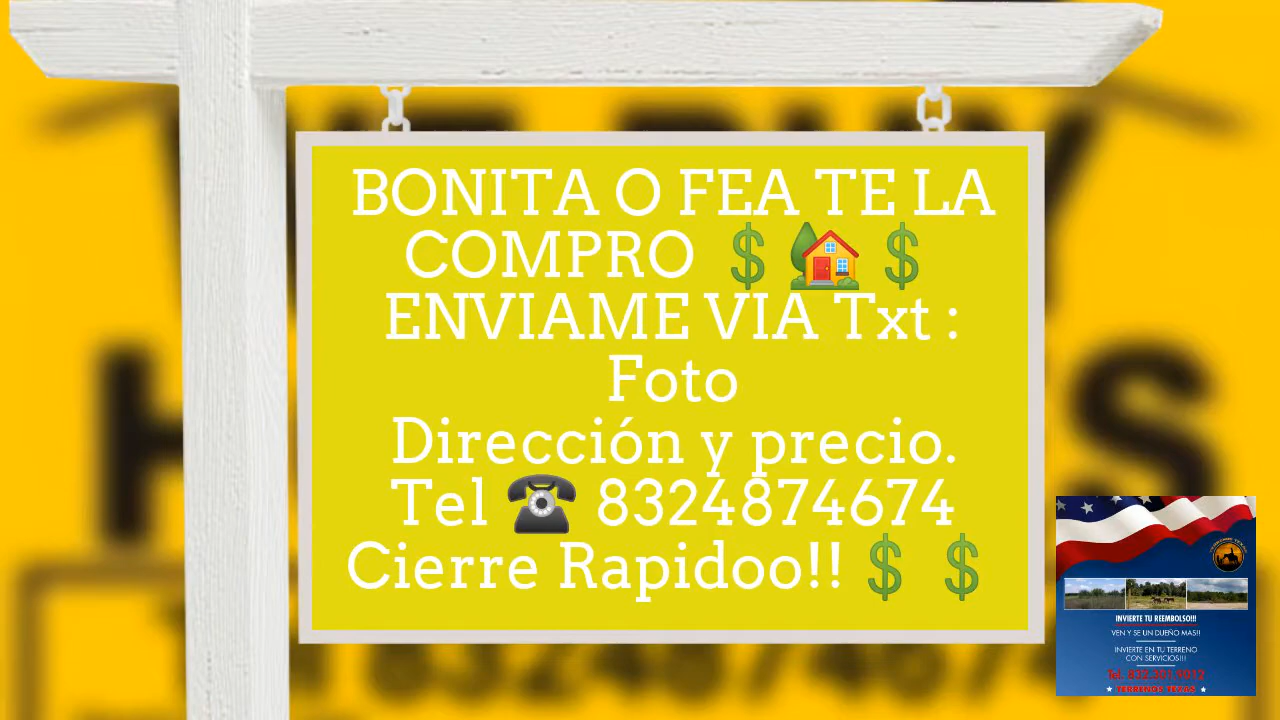 BONITA O FEA TE LA
COMPRO 💲🏡💲
ENVIAME VIA Txt :
Foto
Dirección y precio.
Tel ☎ 8324874674
Cierre Rapidoo!!💲 💲
INVIERTE TU REEMBOLSO!!!
VEN Y SE UN DUEÑO MAS!!
INVIERTE EN TU TERRENO
CON SERVICIOS!!!
★ TERRENOS TEXAS ★